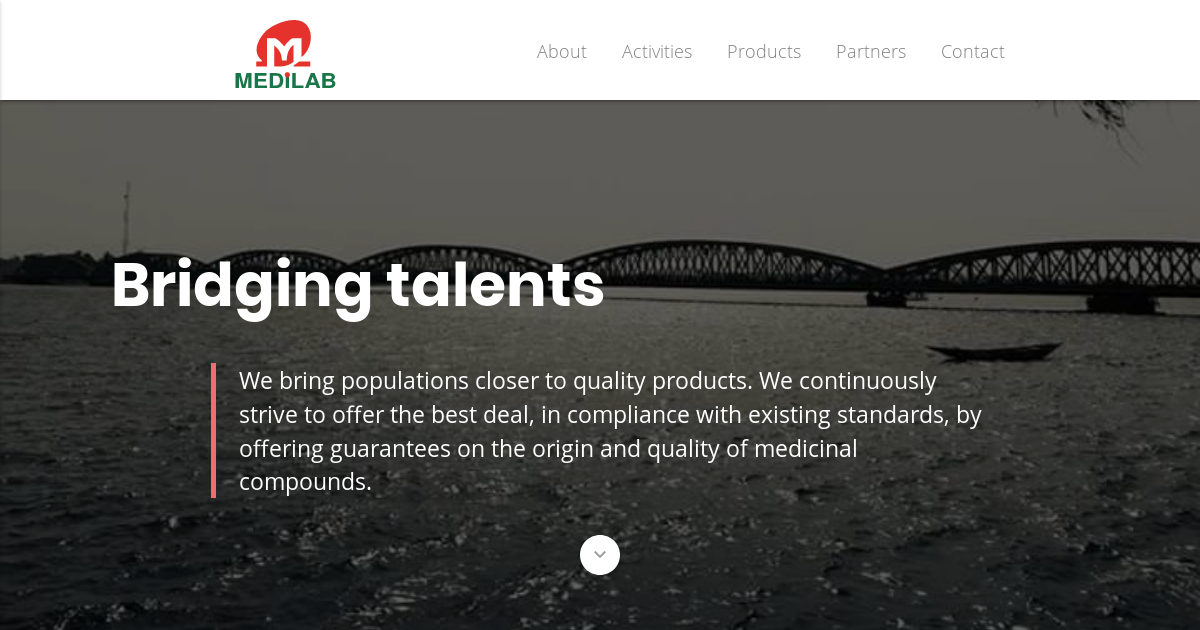 M
MEDiLAB
About
Activities
Products
Partners
Contact
Bridging talents
We bring populations closer to quality products. We continuously
strive to offer the best deal, in compliance with existing standards, by
offering guarantees on the origin and quality of medicinal
compounds.